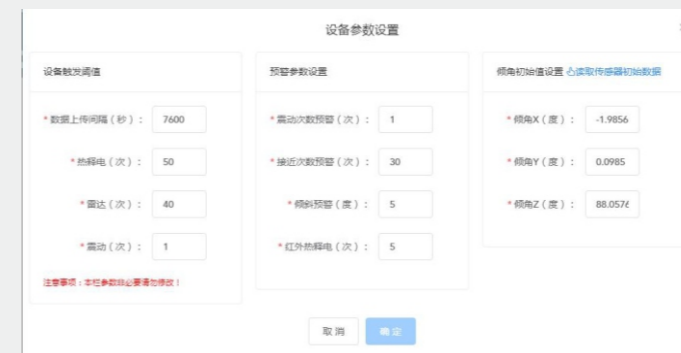 设备参数设置
设备触发阈值
*数据上传间隔（秒）： 7600
*热释电（次）： 50
*雷达（次）： 40
*震动（次）： 1
注意事项：本栏参数非必要请勿修改！
预警参数设置
*震动次数预警（次）： 1
*接近次数预警（次）： 30
*倾斜预警（度）： 5
*红外热释电（次）： 5
倾角初始值设置 读取传感器初始数据
*倾角X（度）： -1.9856
*倾角Y（度）： 0.0985
*倾角Z（度）： 88.057
取消 确定